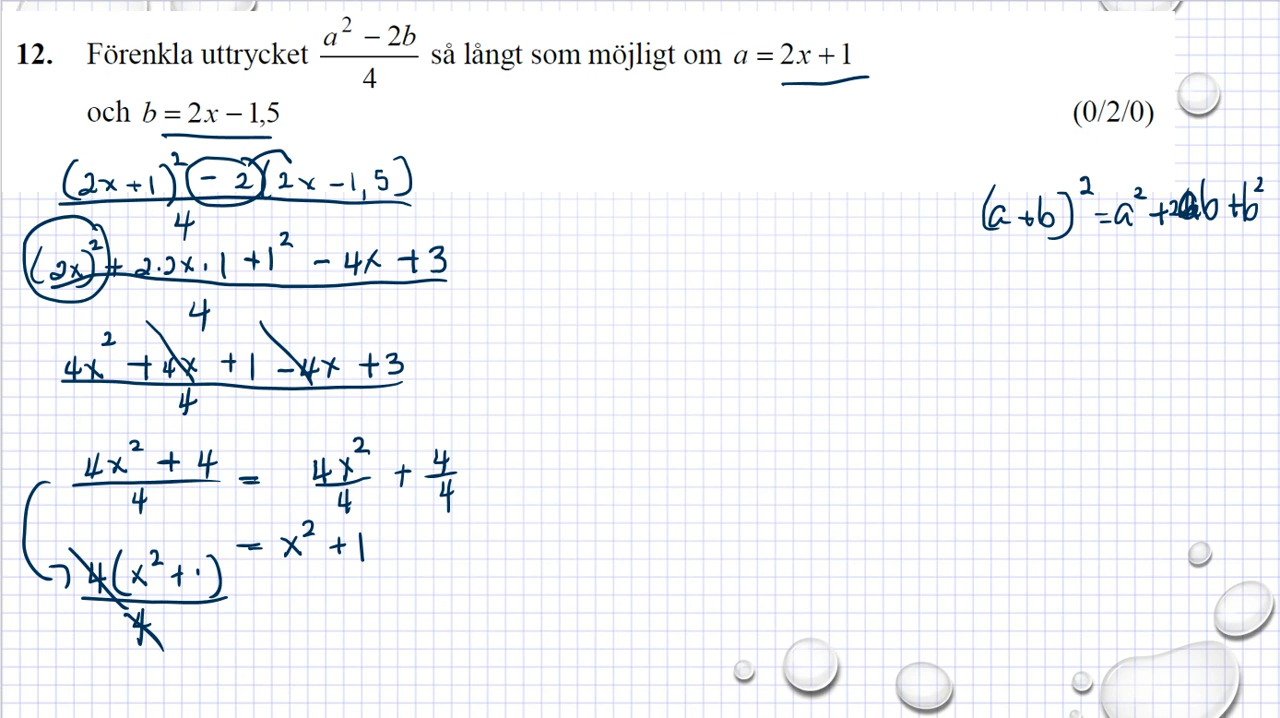 12. Förenkla uttrycket (a² − 2b)/4 så långt som möjligt om a = 2x + 1
och b = 2x − 1,5 (0/2/0)
((2x+1)² − 2(2x − 1,5))/4
(a+b)² = a² + 2ab + b²
((2x)² + 2·2x·1 + 1² − 4x + 3)/4
(4x² + 4x + 1 − 4x + 3)/4
(4x² + 4)/4 = 4x²/4 + 4/4
4(x² + 1)/4 = x² + 1